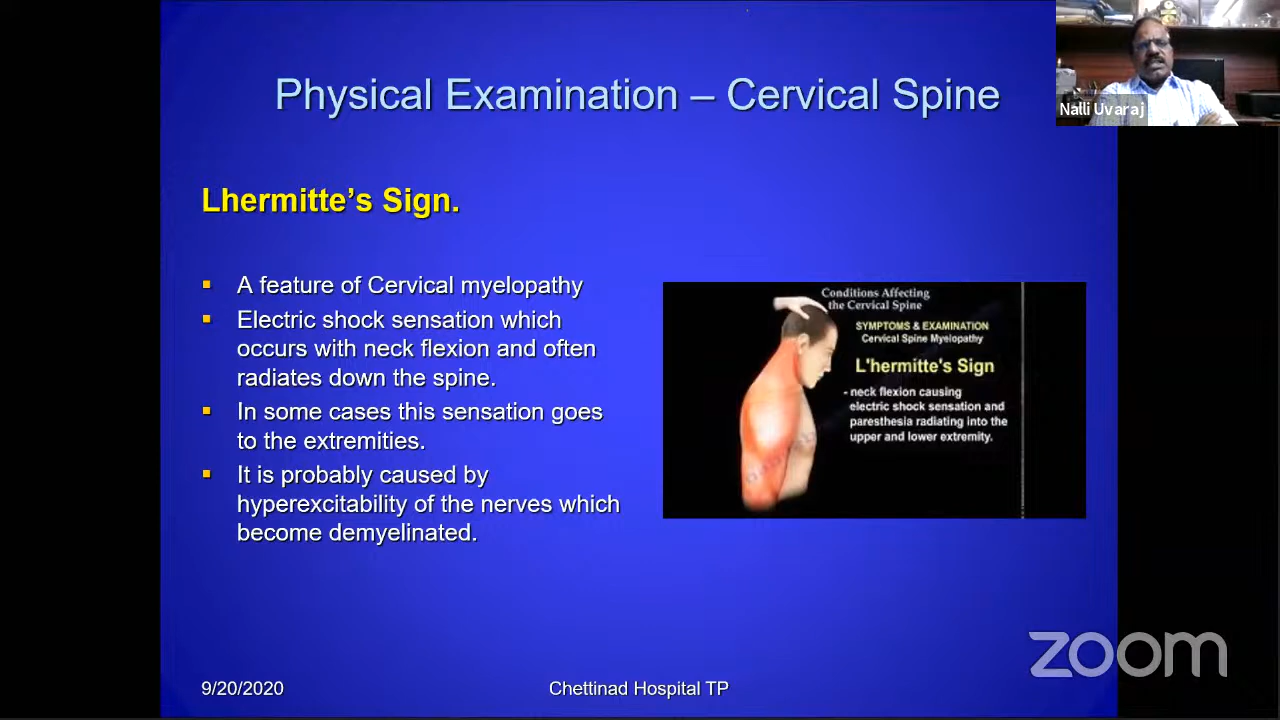 Physical Examination – Cervical Spine
Nalli Uvaraj
Lhermitte’s Sign.
A feature of Cervical myelopathy
Electric shock sensation which
occurs with neck flexion and often
radiates down the spine.
In some cases this sensation goes
to the extremities.
It is probably caused by
hyperexcitability of the nerves which
become demyelinated.
Conditions Affecting
the Cervical Spine
SYMPTOMS & EXAMINATION
Cervical Spine Myelopathy
L'hermitte's Sign
- neck flexion causing
electric shock sensation and
paresthesia radiating into the
upper and lower extremity.
zoom
9/20/2020
Chettinad Hospital TP